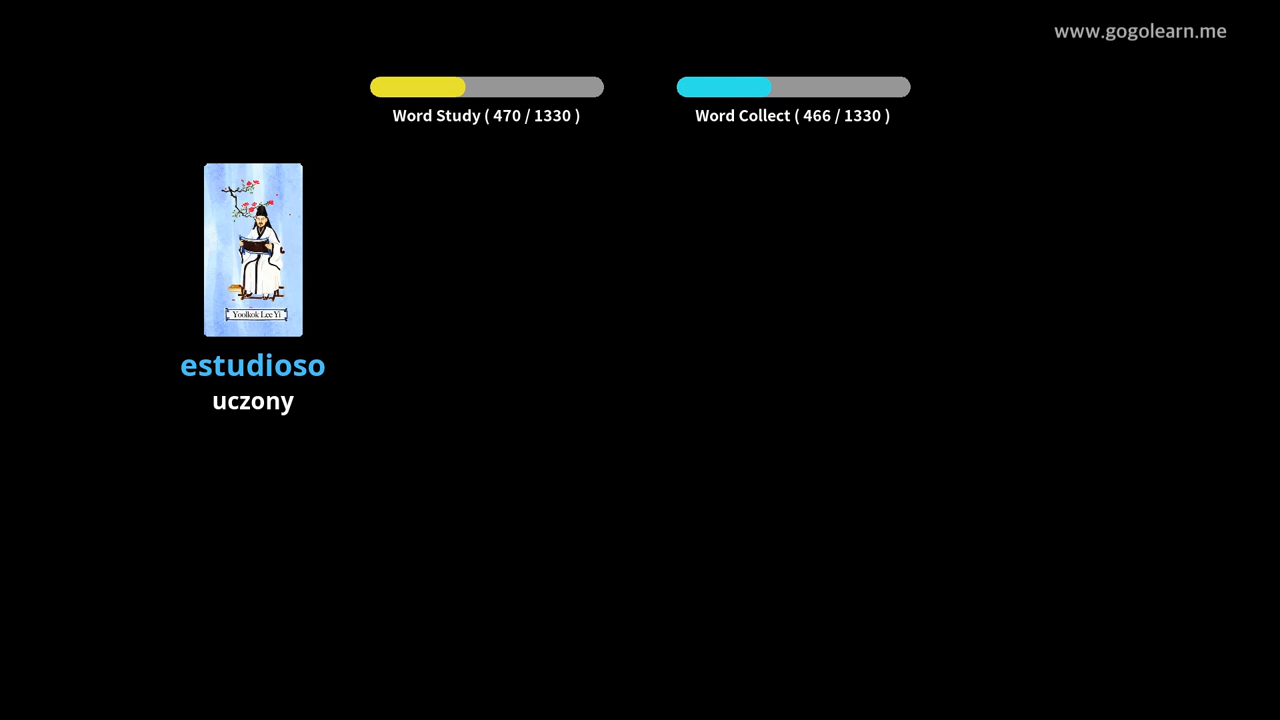 www.gogolearn.me
Word Study ( 470 / 1330 )
Word Collect ( 466 / 1330 )
Yoolkok Lee Yi
estudioso
uczony